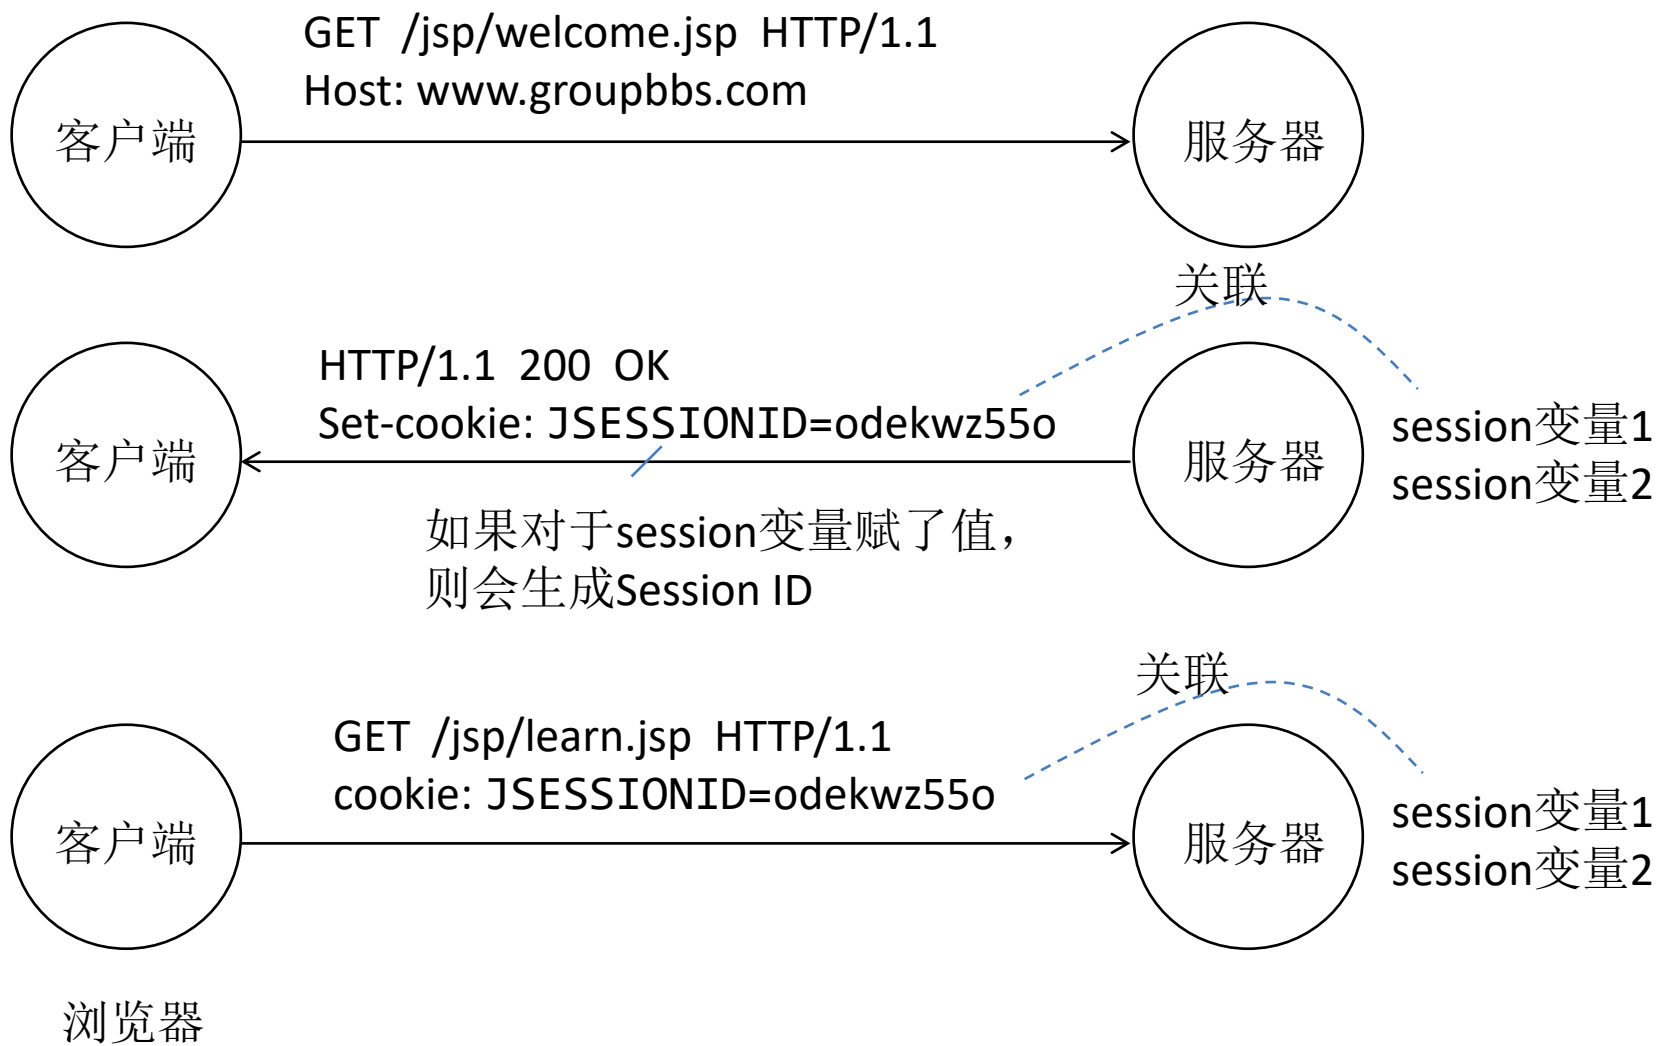 GET /jsp/welcome.jsp HTTP/1.1
Host: www.groupbbs.com
客户端
服务器
关联
HTTP/1.1 200 OK
Set-cookie: JSESSIONID=odekwz55o
客户端
服务器
session变量1
session变量2
如果对于session变量赋了值，
则会生成Session ID
关联
GET /jsp/learn.jsp HTTP/1.1
cookie: JSESSIONID=odekwz55o
客户端
服务器
session变量1
session变量2
浏览器